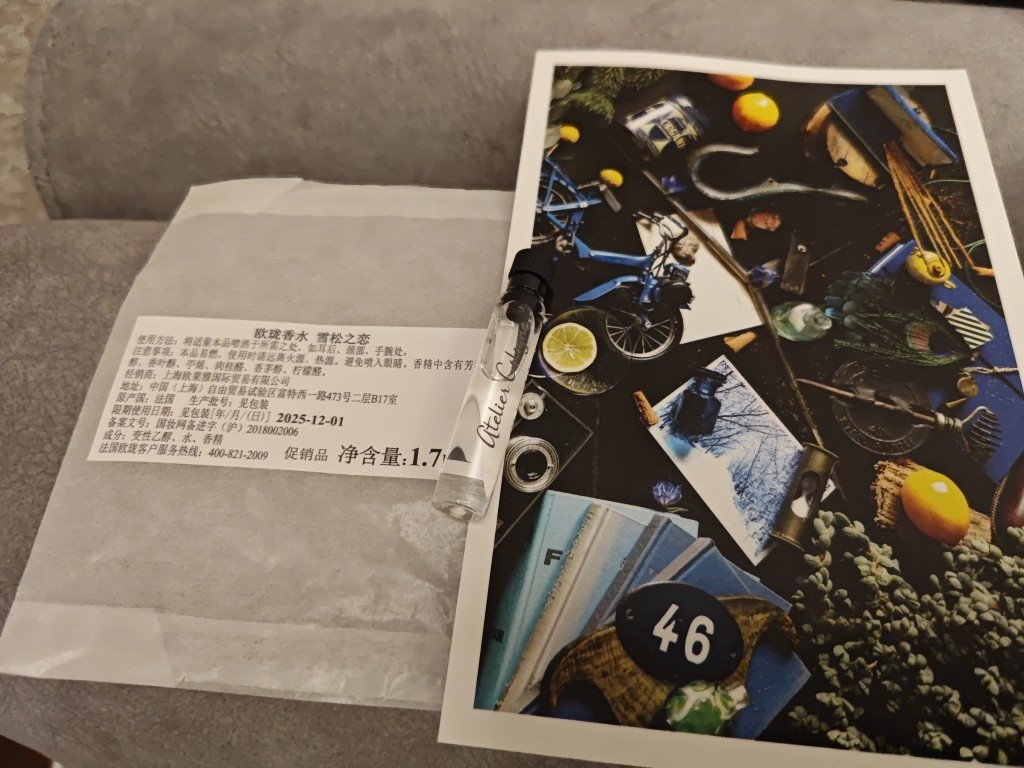 欧珑香水 雪松之恋
使用方法：将适量本品喷洒于所需之处，如耳后、颈部、手腕处。
注意事项：本品易燃，使用时请远离火源、热源。避免喷入眼睛。香精中含有芳
醇、香叶醇、苧烯、肉桂醛、香茅醇、柠檬醛。
经销商：上海欧莱雅国际贸易有限公司
地址：中国（上海）自由贸易试验区富特西一路473号二层B17室
原产国：法国 生产批号：见包装
限期使用日期：见包装[年/月/(日)] 2025-12-01
备案文号：国妆网备进字（沪）2018002006
成分：变性乙醇、水、香精
法国欧珑客户服务热线：400-821-2009 促销品 净含量:1.7
Atelier
F
46